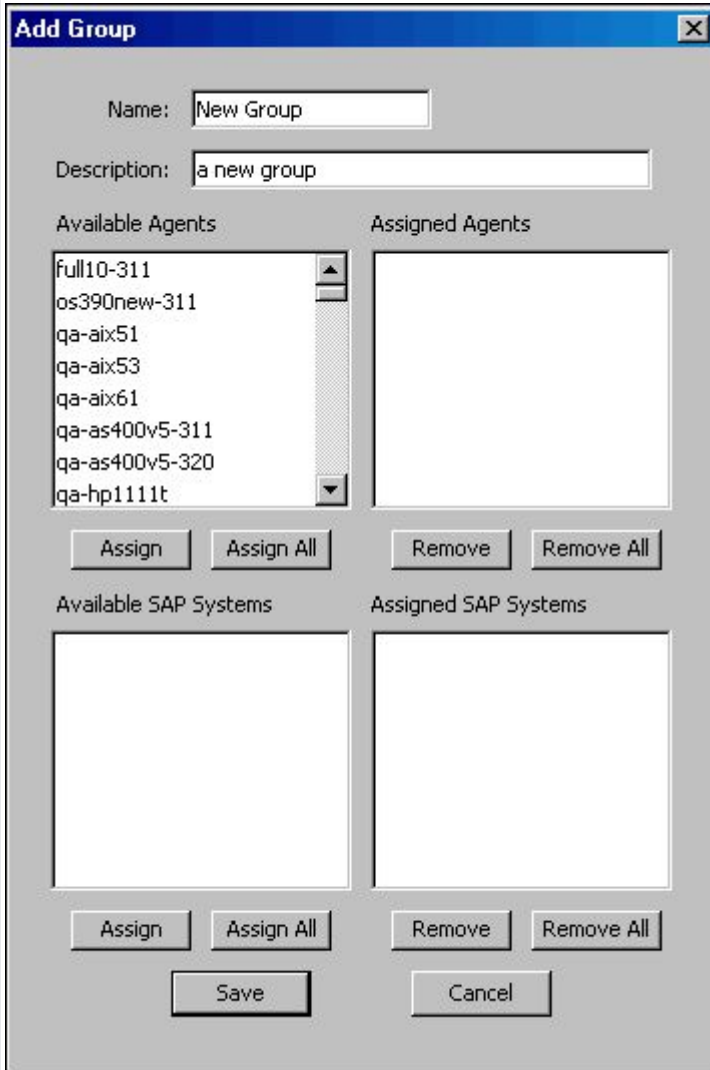 Add Group
Name: New Group
Description: a new group
Available Agents Assigned Agents
full10-311
os390new-311
qa-aix51
qa-aix53
qa-aix61
qa-as400v5-311
qa-as400v5-320
qa-hp1111t
Assign Assign All Remove Remove All
Available SAP Systems Assigned SAP Systems
Assign Assign All Remove Remove All
Save Cancel